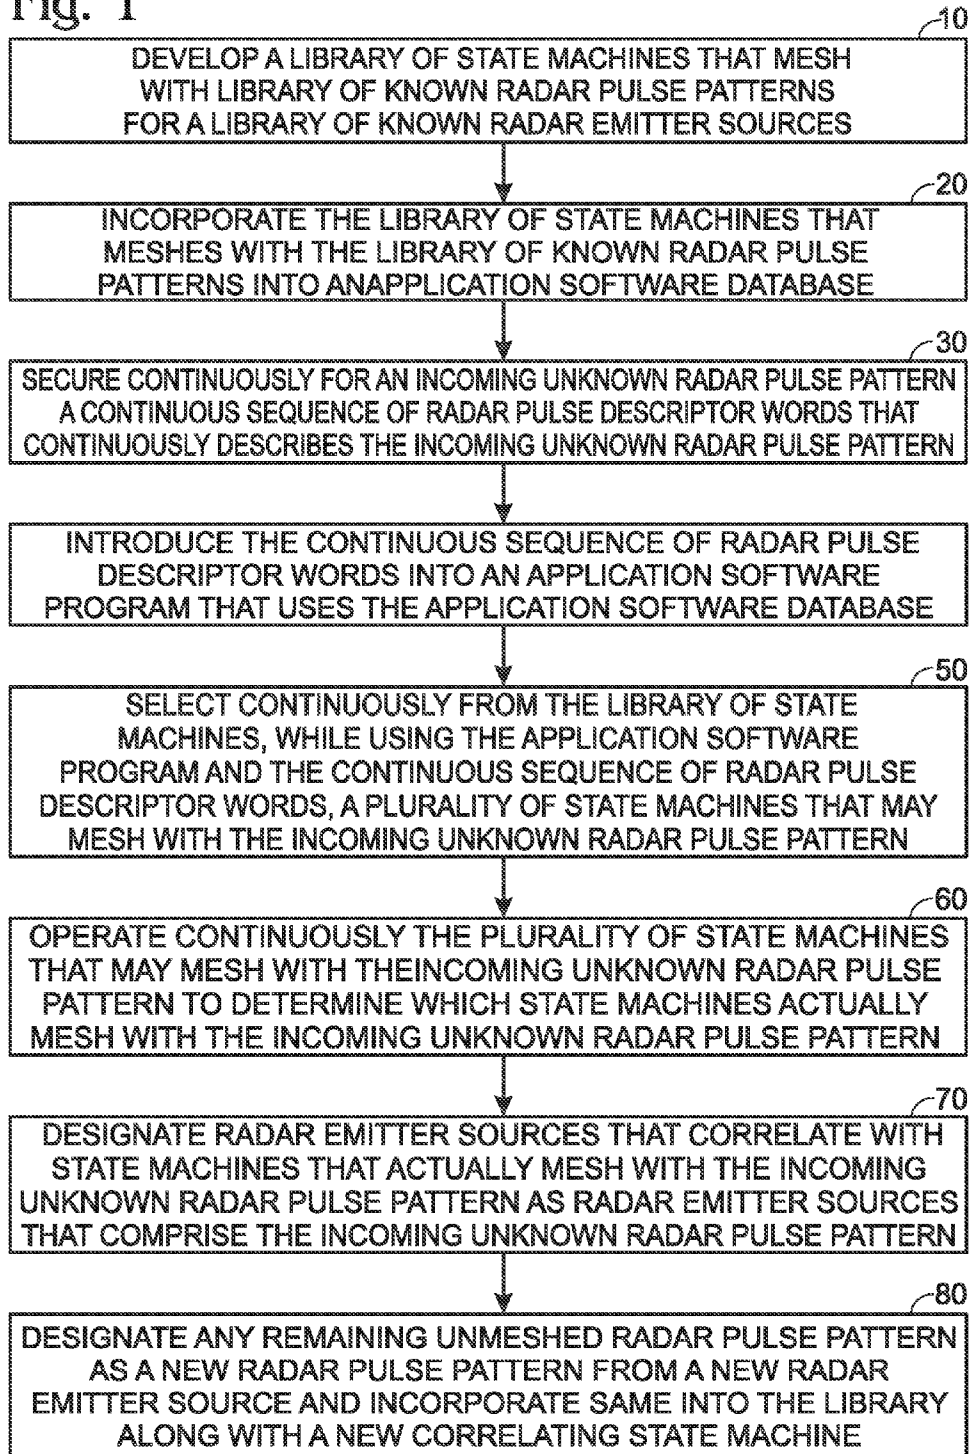 Fig. 1
10
DEVELOP A LIBRARY OF STATE MACHINES THAT MESH
WITH LIBRARY OF KNOWN RADAR PULSE PATTERNS
FOR A LIBRARY OF KNOWN RADAR EMITTER SOURCES
20
INCORPORATE THE LIBRARY OF STATE MACHINES THAT
MESHES WITH THE LIBRARY OF KNOWN RADAR PULSE
PATTERNS INTO ANAPPLICATION SOFTWARE DATABASE
30
SECURE CONTINUOUSLY FOR AN INCOMING UNKNOWN RADAR PULSE PATTERN
A CONTINUOUS SEQUENCE OF RADAR PULSE DESCRIPTOR WORDS THAT
CONTINUOUSLY DESCRIBES THE INCOMING UNKNOWN RADAR PULSE PATTERN
INTRODUCE THE CONTINUOUS SEQUENCE OF RADAR PULSE
DESCRIPTOR WORDS INTO AN APPLICATION SOFTWARE
PROGRAM THAT USES THE APPLICATION SOFTWARE DATABASE
50
SELECT CONTINUOUSLY FROM THE LIBRARY OF STATE
MACHINES, WHILE USING THE APPLICATION SOFTWARE
PROGRAM AND THE CONTINUOUS SEQUENCE OF RADAR PULSE
DESCRIPTOR WORDS, A PLURALITY OF STATE MACHINES THAT MAY
MESH WITH THE INCOMING UNKNOWN RADAR PULSE PATTERN
60
OPERATE CONTINUOUSLY THE PLURALITY OF STATE MACHINES
THAT MAY MESH WITH THEINCOMING UNKNOWN RADAR PULSE
PATTERN TO DETERMINE WHICH STATE MACHINES ACTUALLY
MESH WITH THE INCOMING UNKNOWN RADAR PULSE PATTERN
70
DESIGNATE RADAR EMITTER SOURCES THAT CORRELATE WITH
STATE MACHINES THAT ACTUALLY MESH WITH THE INCOMING
UNKNOWN RADAR PULSE PATTERN AS RADAR EMITTER SOURCES
THAT COMPRISE THE INCOMING UNKNOWN RADAR PULSE PATTERN
80
DESIGNATE ANY REMAINING UNMESHED RADAR PULSE PATTERN
AS A NEW RADAR PULSE PATTERN FROM A NEW RADAR
EMITTER SOURCE AND INCORPORATE SAME INTO THE LIBRARY
ALONG WITH A NEW CORRELATING STATE MACHINE